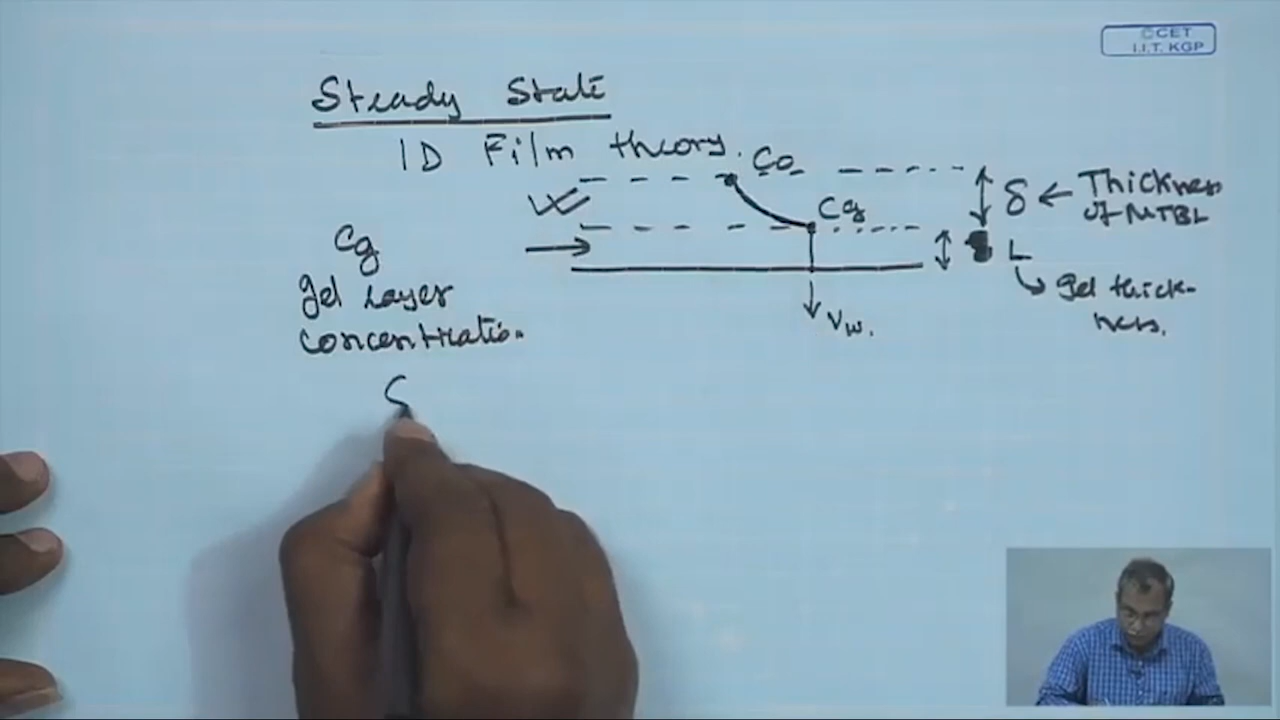 ©CET
I.I.T. KGP
Steady State
1D Film theory.
Co
Cg
δ ← Thickness
of MTBL
L
gel thick-
ness.
Vw.
Cg
gel layer
concentration